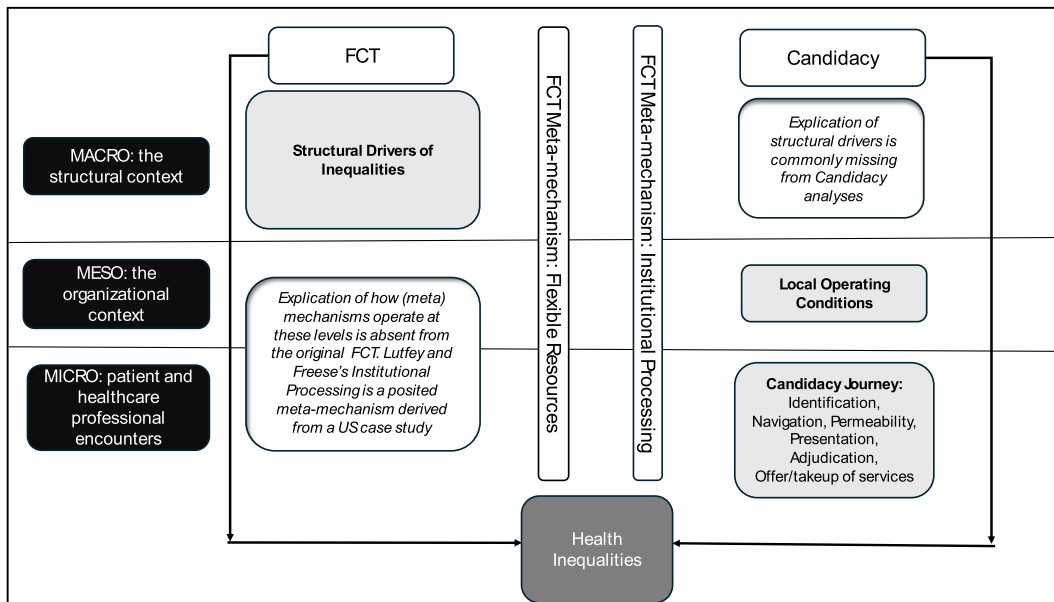 FCT
Candidacy
FCT Meta-mechanism: Flexible Resources
FCT Meta-mechanism: Institutional Processing
MACRO: the
structural context
Structural Drivers of
Inequalities
Explication of
structural drivers is
commonly missing
from Candidacy
analyses
MESO: the
organizational
context
Explication of how (meta)
mechanisms operate at
these levels is absent from
the original FCT. Lutfey and
Freese's Institutional
Processing is a posited
meta-mechanism derived
from a US case study
Local Operating
Conditions
MICRO: patient and
healthcare
professional
encounters
Candidacy Journey:
Identification,
Navigation, Permeability,
Presentation,
Adjudication,
Offer/takeup of services
Health
Inequalities